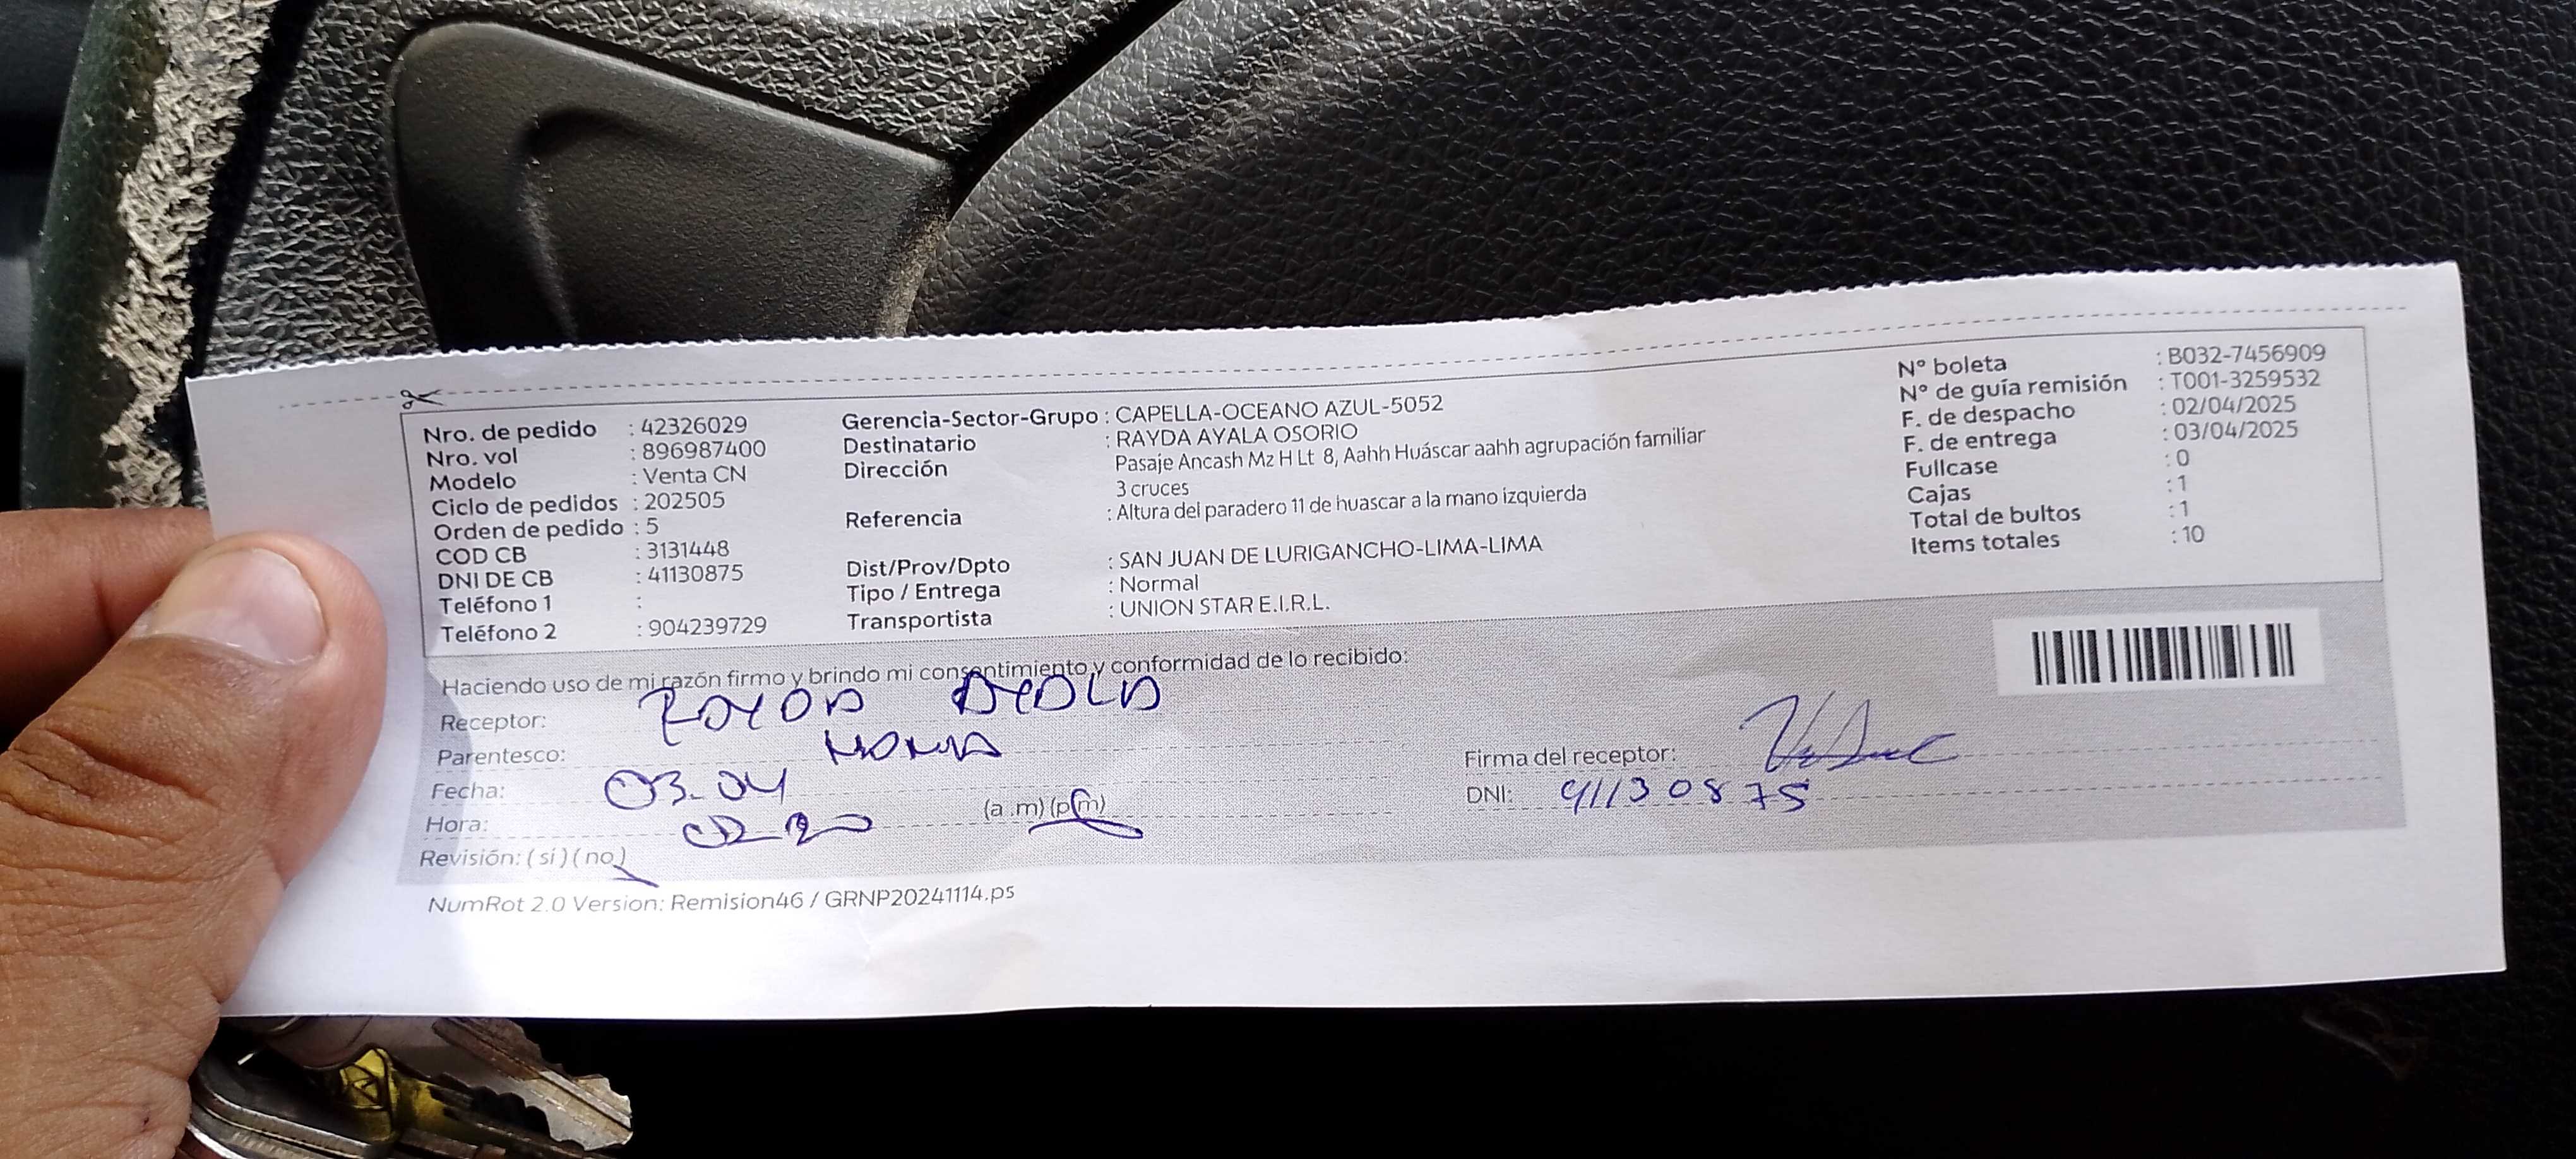 Nro. de pedido : 42326029
Nro. vol : 896987400
Modelo : Venta CN
Ciclo de pedidos : 202505
Orden de pedido : 5
COD CB : 3131448
DNI DE CB : 41130875
Teléfono 1 :
Teléfono 2 : 904239729
Gerencia-Sector-Grupo : CAPELLA-OCEANO AZUL-5052
Destinatario : RAYDA AYALA OSORIO
Dirección Pasaje Ancash Mz H Lt 8, Aahh Huáscar aahh agrupación familiar
3 cruces
Referencia : Altura del paradero 11 de huascar a la mano izquierda
Dist/Prov/Dpto : SAN JUAN DE LURIGANCHO-LIMA-LIMA
Tipo / Entrega : Normal
Transportista : UNION STAR E.I.R.L.
N° boleta : B032-7456909
N° de guía remisión : T001-3259532
F. de despacho : 02/04/2025
F. de entrega : 03/04/2025
Fullcase : 0
Cajas : 1
Total de bultos : 1
Items totales : 10
Haciendo uso de mi razón firmo y brindo mi consentimiento y conformidad de lo recibido:
Receptor: RAYDA AYALA
Parentesco:
Fecha: 03-04
Hora: (a .m) (p.m)
Revisión: ( si ) ( no )
Firma del receptor:
DNI: 41130875
NumRot 2.0 Version: Remision46 / GRNP20241114.ps